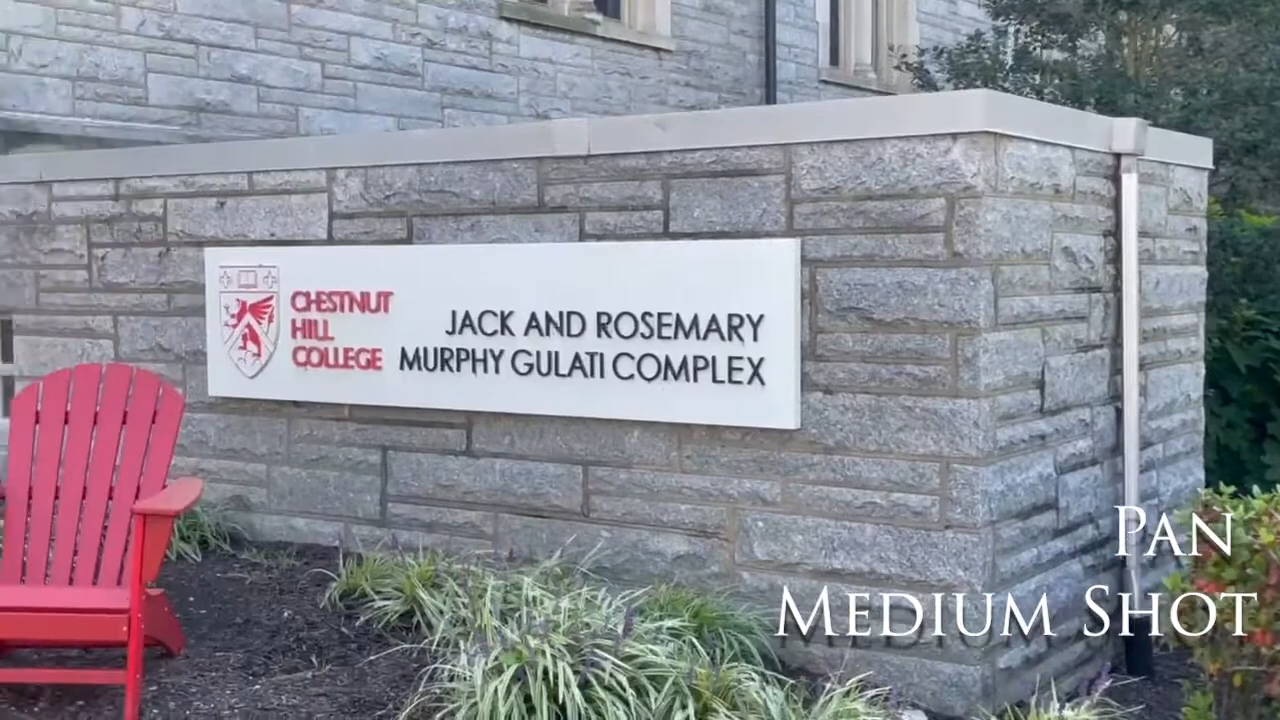 CHESTNUT
HILL
COLLEGE
JACK AND ROSEMARY
MURPHY GULATI COMPLEX
PAN
MEDIUM SHOT